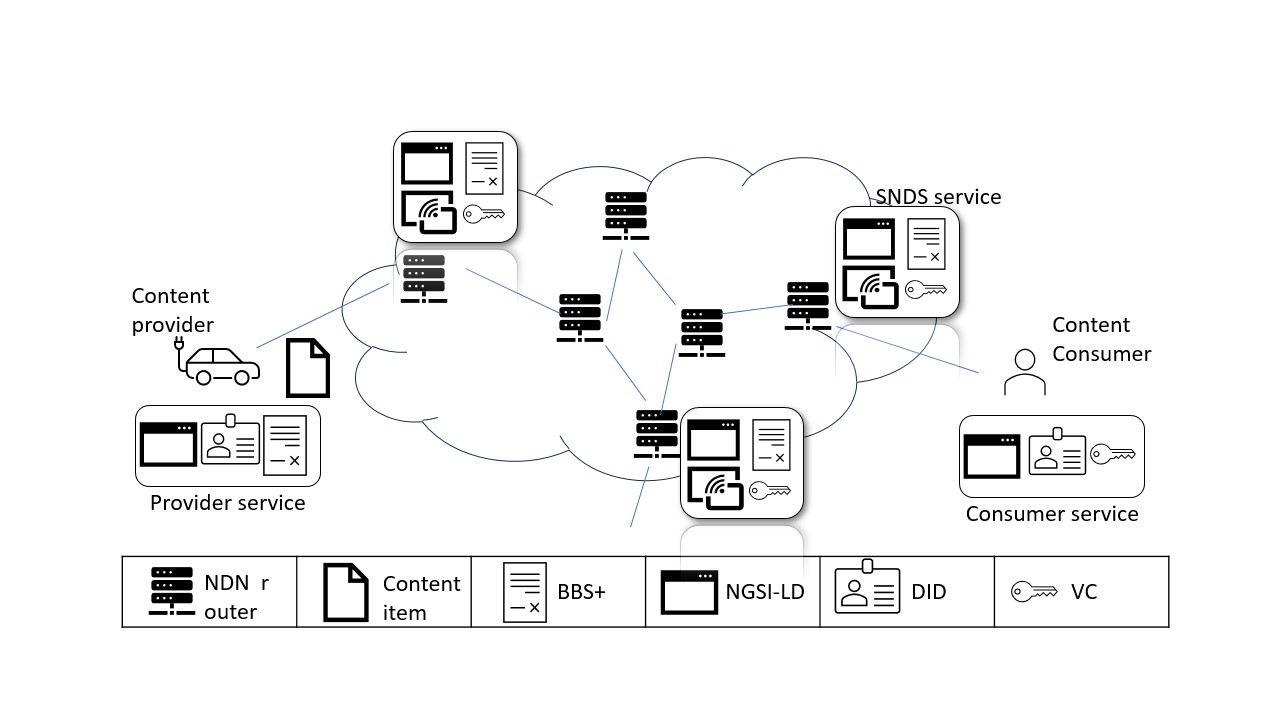 SNDS service
Content
provider
Content
Consumer
Provider service
Consumer service
NDN r
outer
Content
item
BBS+
NGSI-LD
DID
VC